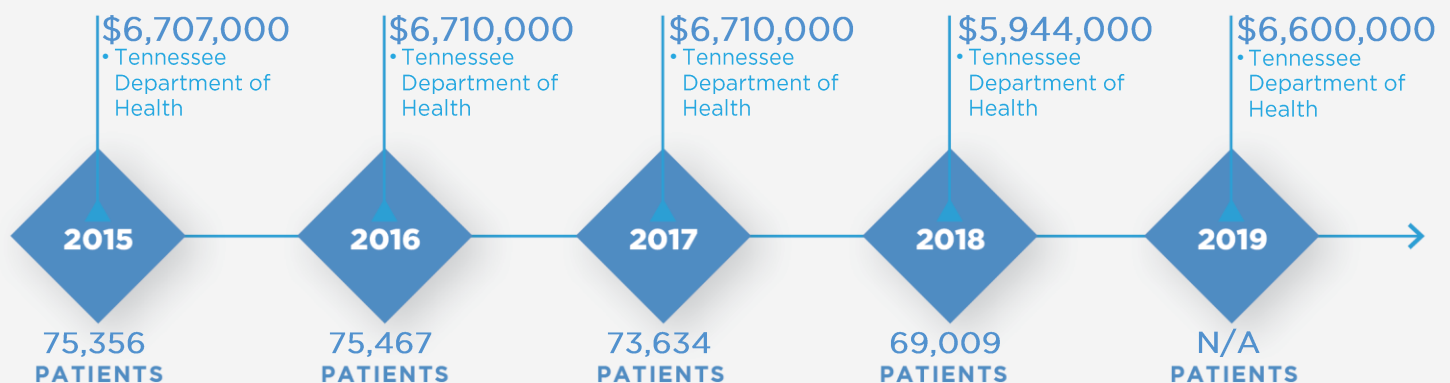 $6,707,000
• Tennessee
Department of
Health
2015
75,356
PATIENTS
$6,710,000
• Tennessee
Department of
Health
2016
75,467
PATIENTS
$6,710,000
• Tennessee
Department of
Health
2017
73,634
PATIENTS
$5,944,000
• Tennessee
Department of
Health
2018
69,009
PATIENTS
$6,600,000
• Tennessee
Department of
Health
2019
N/A
PATIENTS